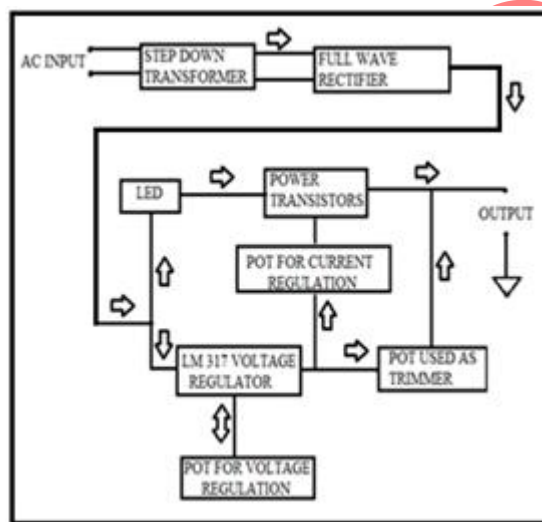 AC INPUT
STEP DOWN
TRANSFORMER
FULL WAVE
RECTIFIER
LED
POWER
TRANSISTORS
OUTPUT
POT FOR CURRENT
REGULATION
LM 317 VOLTAGE
REGULATOR
POT USED AS
TRIMMER
POT FOR VOLTAGE
REGULATION